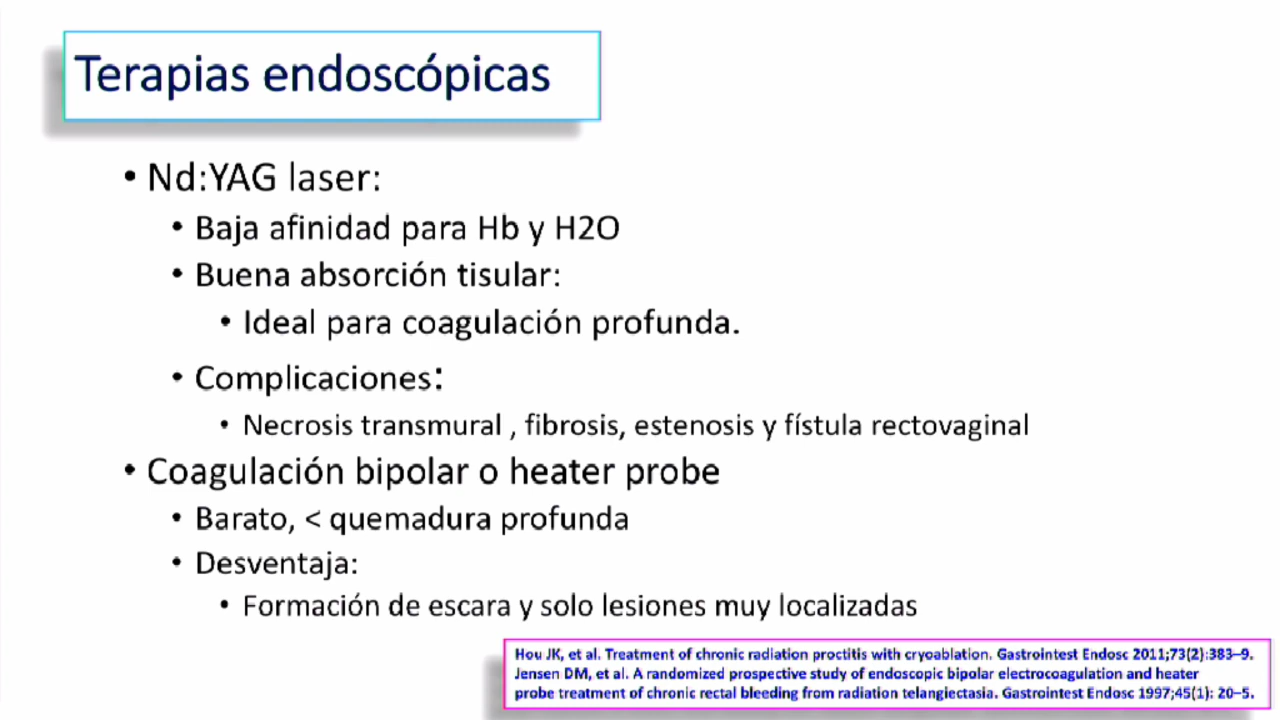 Terapias endoscópicas
• Nd:YAG laser:
• Baja afinidad para Hb y H2O
• Buena absorción tisular:
• Ideal para coagulación profunda.
• Complicaciones:
• Necrosis transmural , fibrosis, estenosis y fístula rectovaginal
• Coagulación bipolar o heater probe
• Barato, < quemadura profunda
• Desventaja:
• Formación de escara y solo lesiones muy localizadas
Hou JK, et al. Treatment of chronic radiation proctitis with cryoablation. Gastrointest Endosc 2011;73(2):383–9.
Jensen DM, et al. A randomized prospective study of endoscopic bipolar electrocoagulation and heater
probe treatment of chronic rectal bleeding from radiation telangiectasia. Gastrointest Endosc 1997;45(1): 20–5.